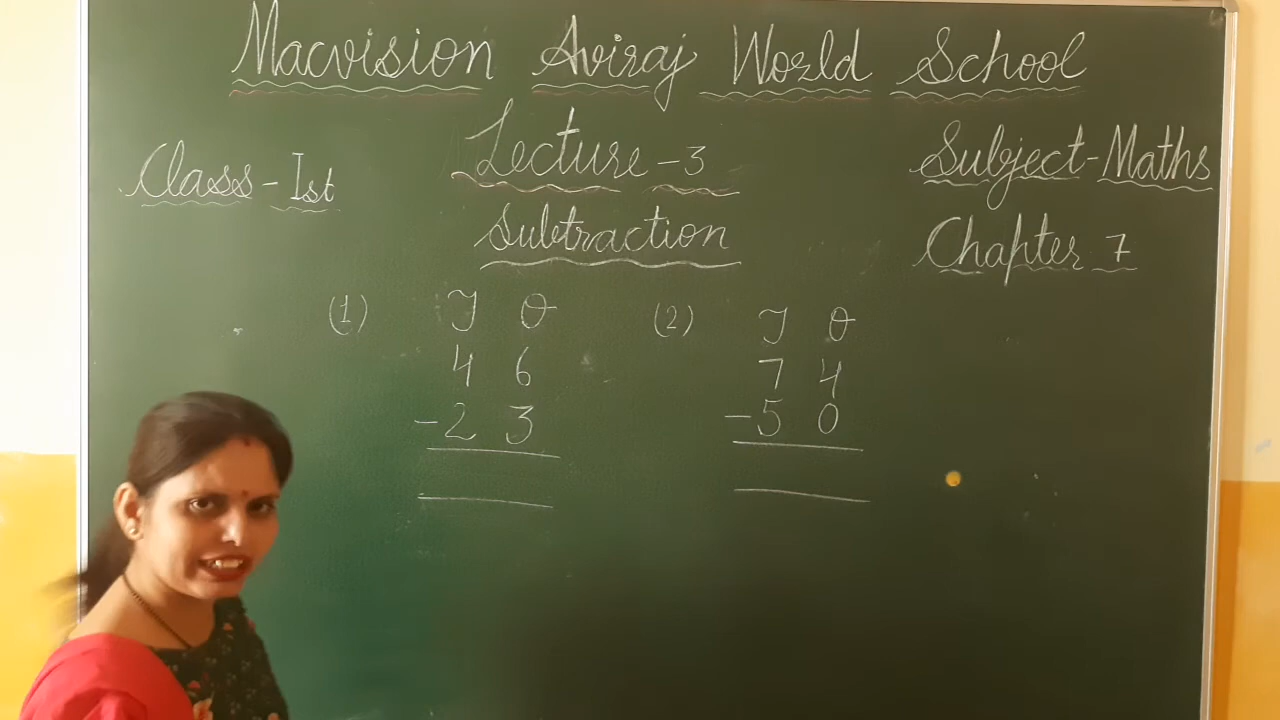 Macvision Aviraj World School
Lecture-3
Class-Ist
Subject-Maths
Subtraction
Chapter 7
(1) T O (2) T O
4 6 7 4
-2 3 -5 0